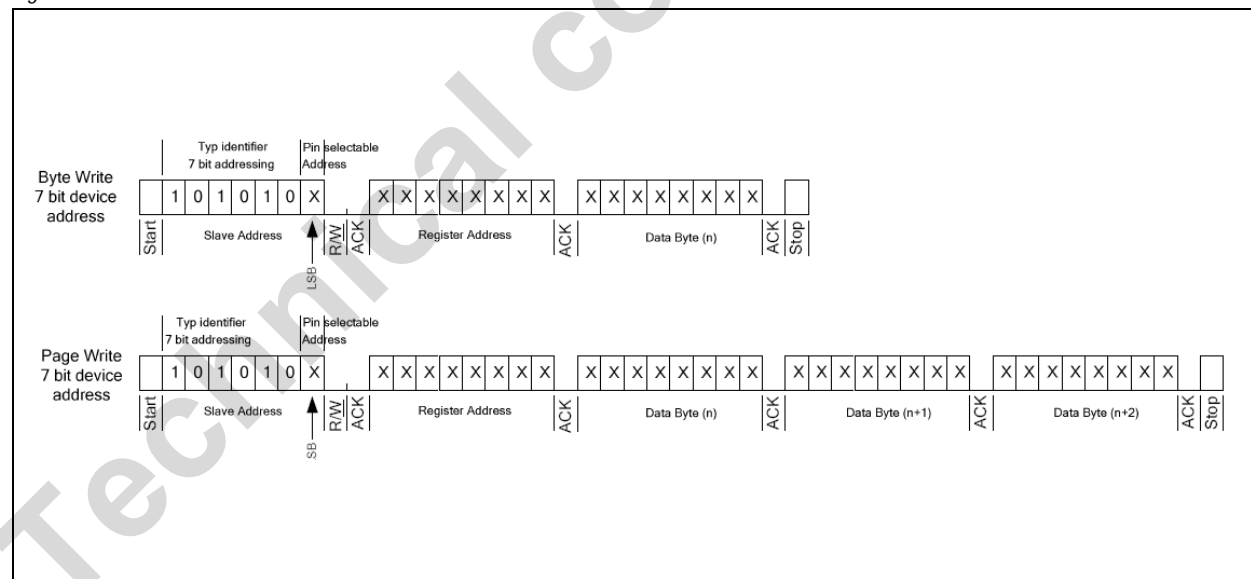 Technical co
Typ identifier
7 bit addressing
Pin selectable
Address
Byte Write
7 bit device
address
1 0 1 0 1 0 X
X X X X X X X X
X X X X X X X X
Start
Slave Address
LSB
R/W
ACK
Register Address
ACK
Data Byte (n)
ACK
Stop
Typ identifier
7 bit addressing
Pin selectable
Address
Page Write
7 bit device
address
1 0 1 0 1 0 X
X X X X X X X X
X X X X X X X X
X X X X X X X X
X X X X X X X X
Start
Slave Address
.SB
R/W
ACK
Register Address
ACK
Data Byte (n)
ACK
Data Byte (n+1)
ACK
Data Byte (n+2)
ACK
Stop